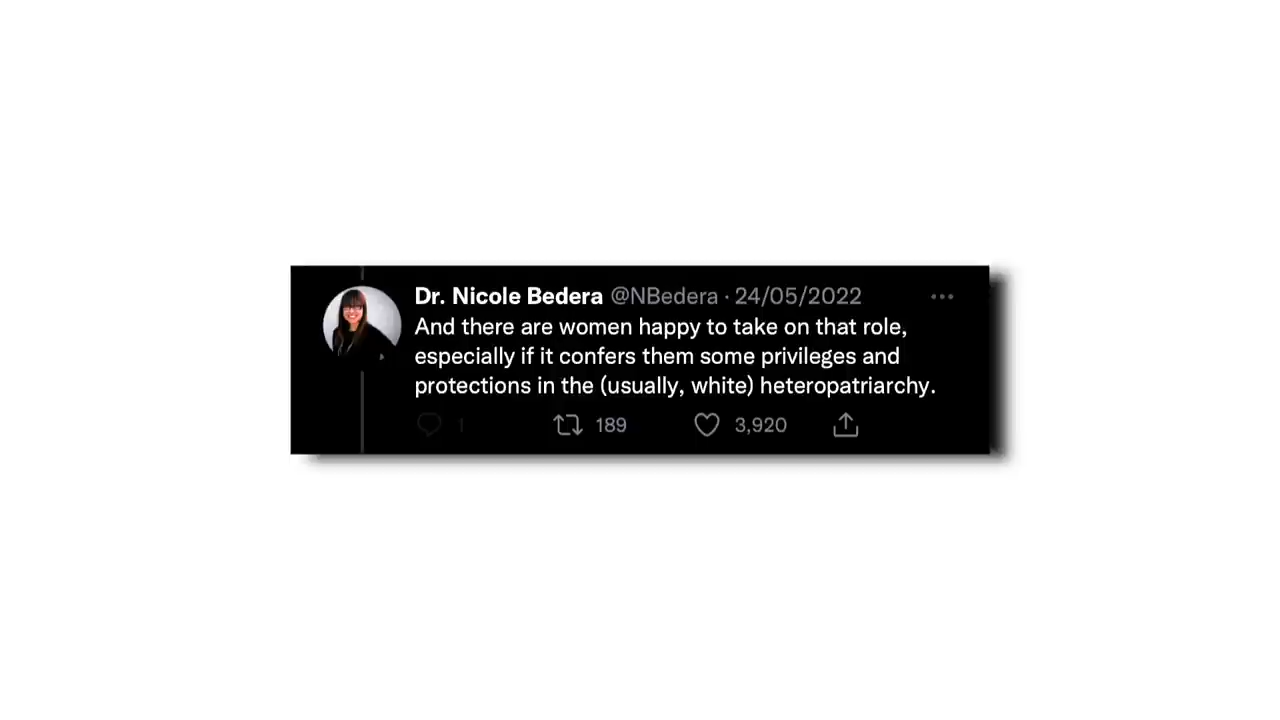 Dr. Nicole Bedera @NBedera · 24/05/2022
And there are women happy to take on that role,
especially if it confers them some privileges and
protections in the (usually, white) heteropatriarchy.
1 189 3,920